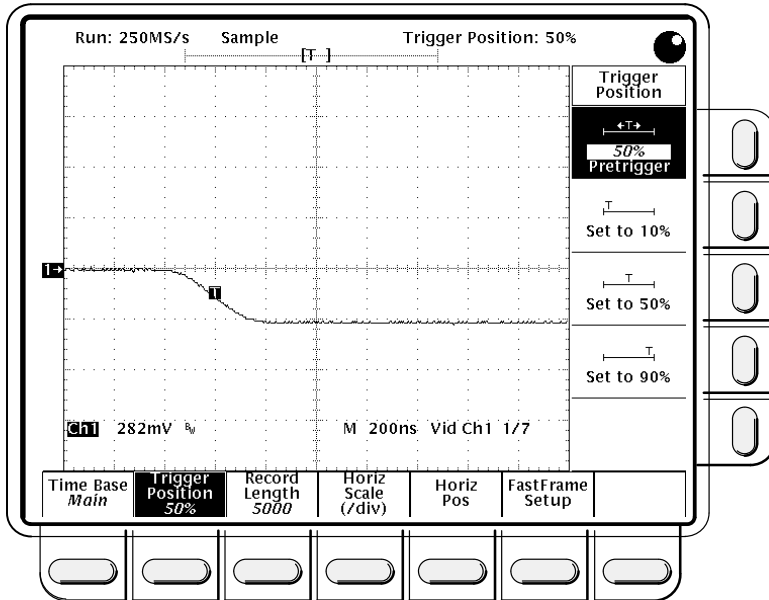 Run: 250MS/s Sample Trigger Position: 50%
[T ]
Trigger
Position
←T→
50%
Pretrigger
T
Set to 10%
T
Set to 50%
T
Set to 90%
1→
T
Ch1 282mV BW M 200ns Vid Ch1 1/7
Time Base
Main
Trigger
Position
50%
Record
Length
5000
Horiz
Scale
(/div)
Horiz
Pos
FastFrame
Setup